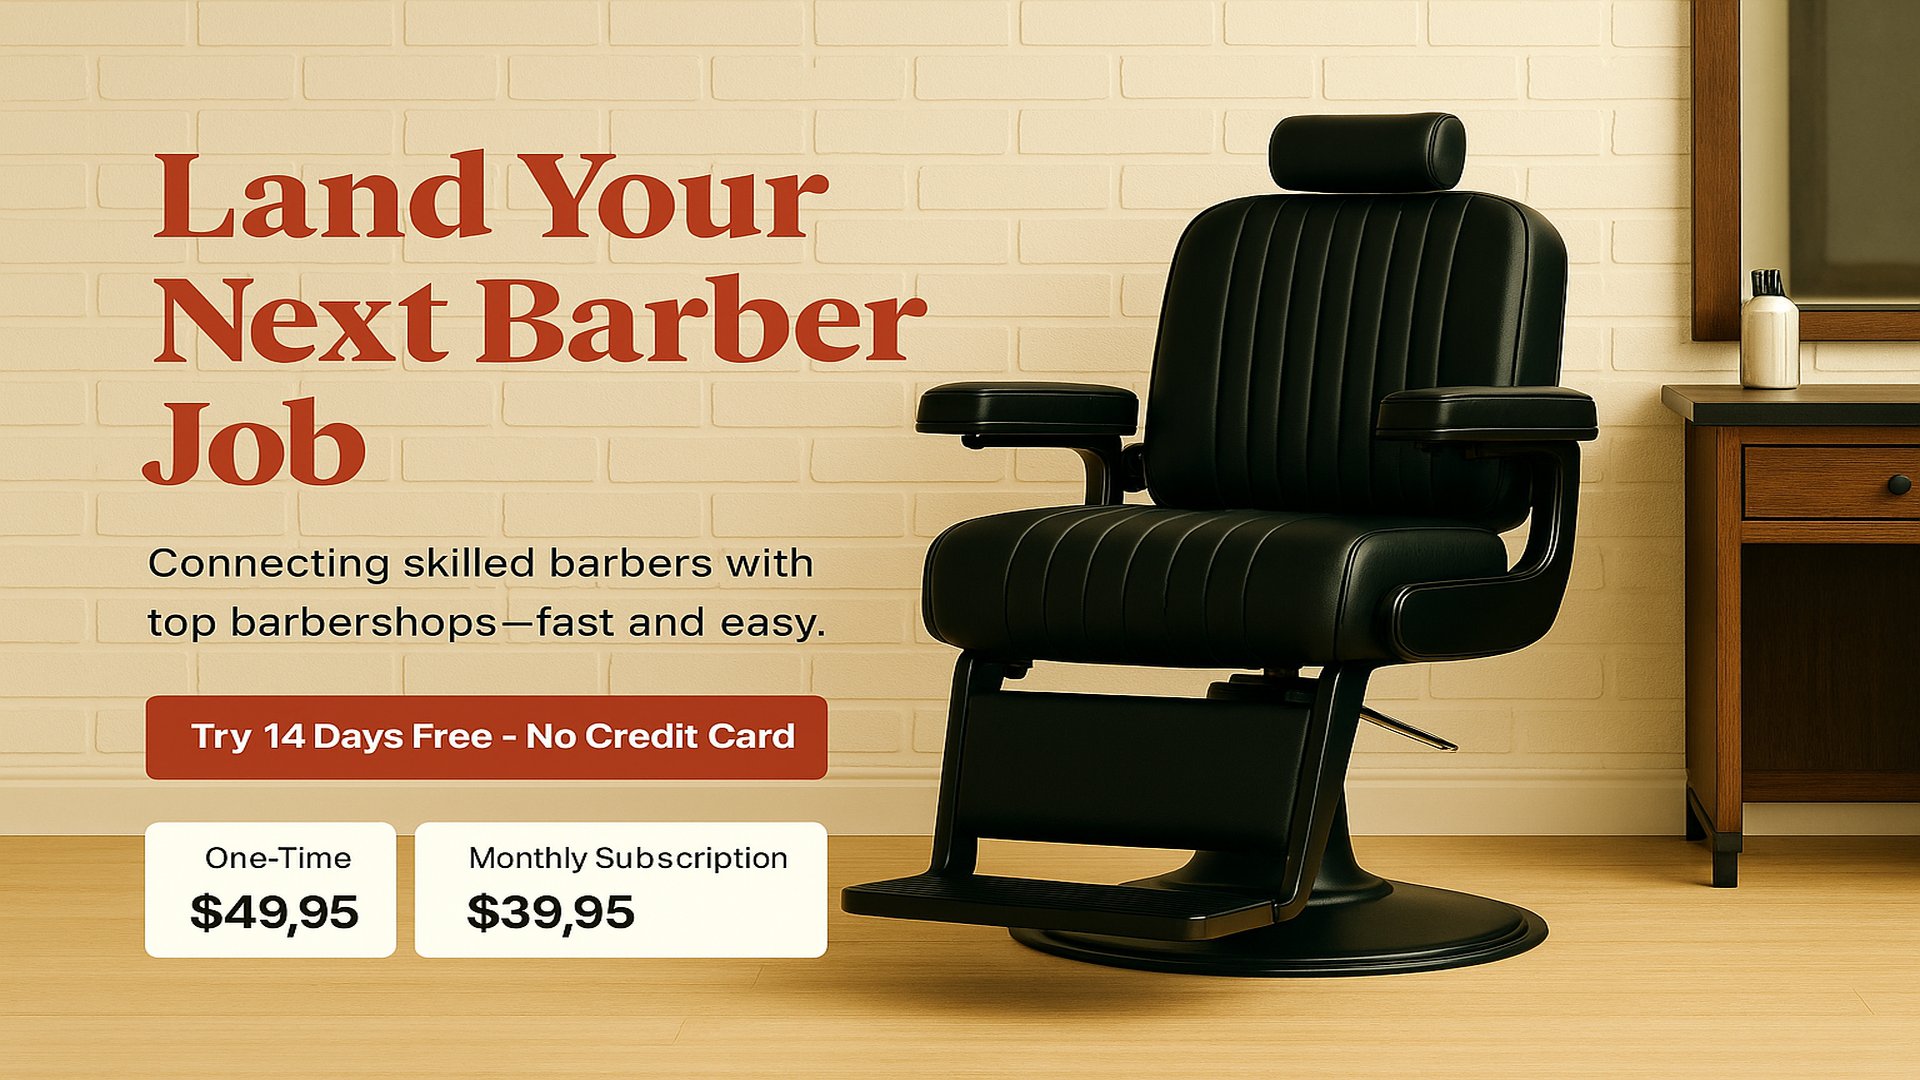 Land Your
Next Barber
Job
Connecting skilled barbers with
top barbershops—fast and easy.
Try 14 Days Free - No Credit Card
One-Time
$49,95
Monthly Subscription
$39,95